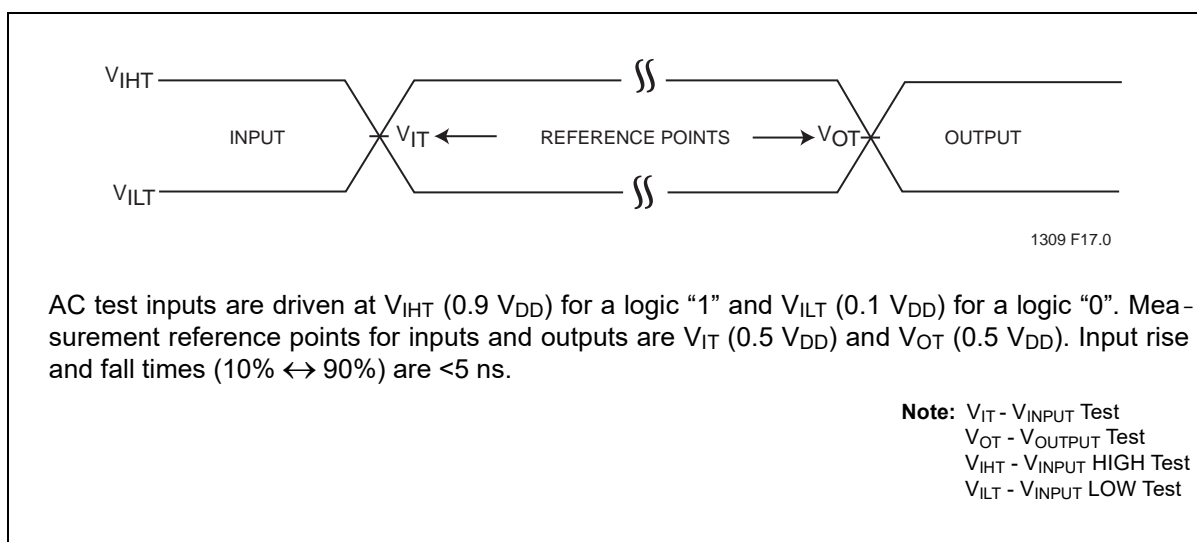 VIHT
INPUT VIT REFERENCE POINTS VOT OUTPUT
VILT
1309 F17.0
AC test inputs are driven at VIHT (0.9 VDD) for a logic “1” and VILT (0.1 VDD) for a logic “0”. Mea-
surement reference points for inputs and outputs are VIT (0.5 VDD) and VOT (0.5 VDD). Input rise
and fall times (10% ↔ 90%) are <5 ns.
Note: VIT - VINPUT Test
VOT - VOUTPUT Test
VIHT - VINPUT HIGH Test
VILT - VINPUT LOW Test